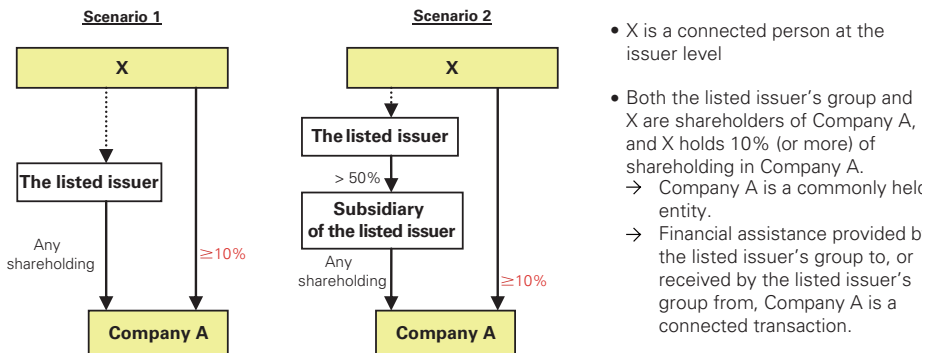 Scenario 1
X
The listed issuer
Any
shareholding
≥10%
Company A
Scenario 2
X
The listed issuer
> 50%
Subsidiary
of the listed issuer
Any
shareholding
≥10%
Company A
• X is a connected person at the
issuer level
• Both the listed issuer’s group and
X are shareholders of Company A,
and X holds 10% (or more) of
shareholding in Company A.
→ Company A is a commonly held
entity.
→ Financial assistance provided b
the listed issuer’s group to, or
received by the listed issuer’s
group from, Company A is a
connected transaction.